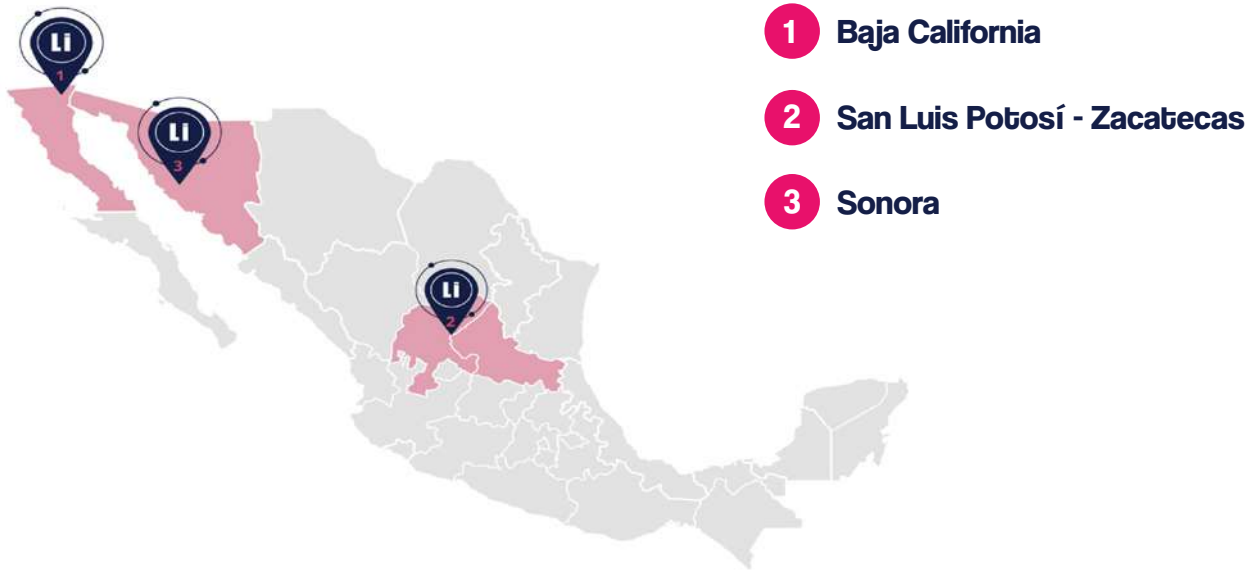 Li
1
Li
3
Li
2
1 Baja California
2 San Luis Potosí - Zacatecas
3 Sonora